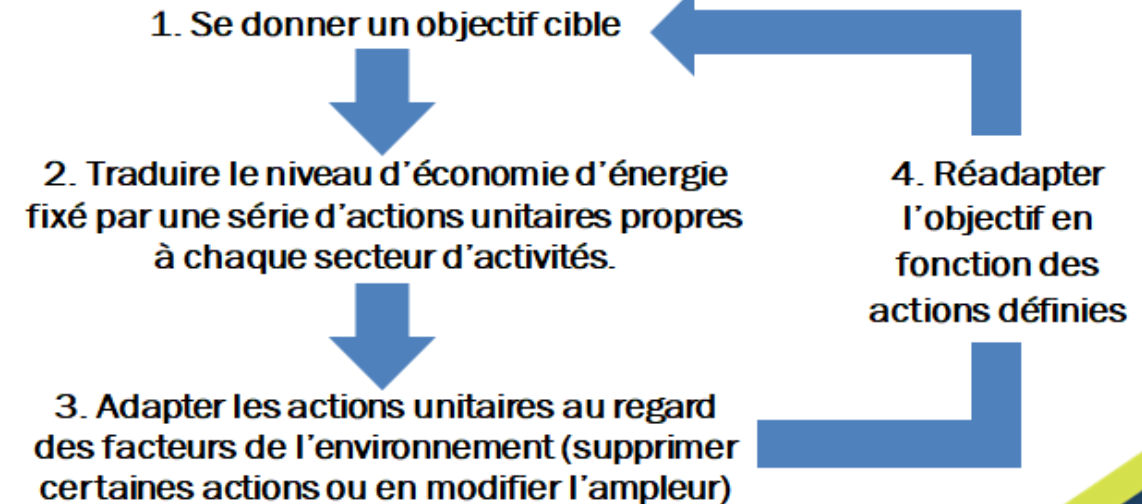 1. Se donner un objectif cible
2. Traduire le niveau d'économie d'énergie
fixé par une série d'actions unitaires propres
à chaque secteur d'activités.
3. Adapter les actions unitaires au regard
des facteurs de l'environnement (supprimer
certaines actions ou en modifier l'ampleur)
4. Réadapter
l'objectif en
fonction des
actions définies